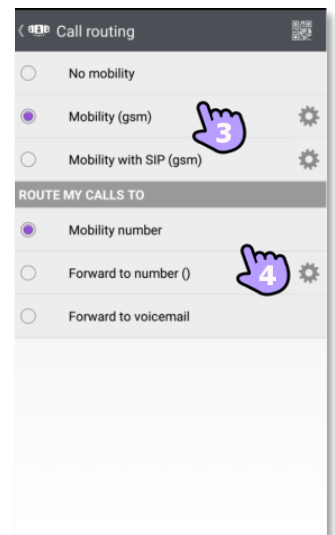 Call routing
No mobility
Mobility (gsm)
3
Mobility with SIP (gsm)
ROUTE MY CALLS TO
Mobility number
Forward to number ()
4
Forward to voicemail